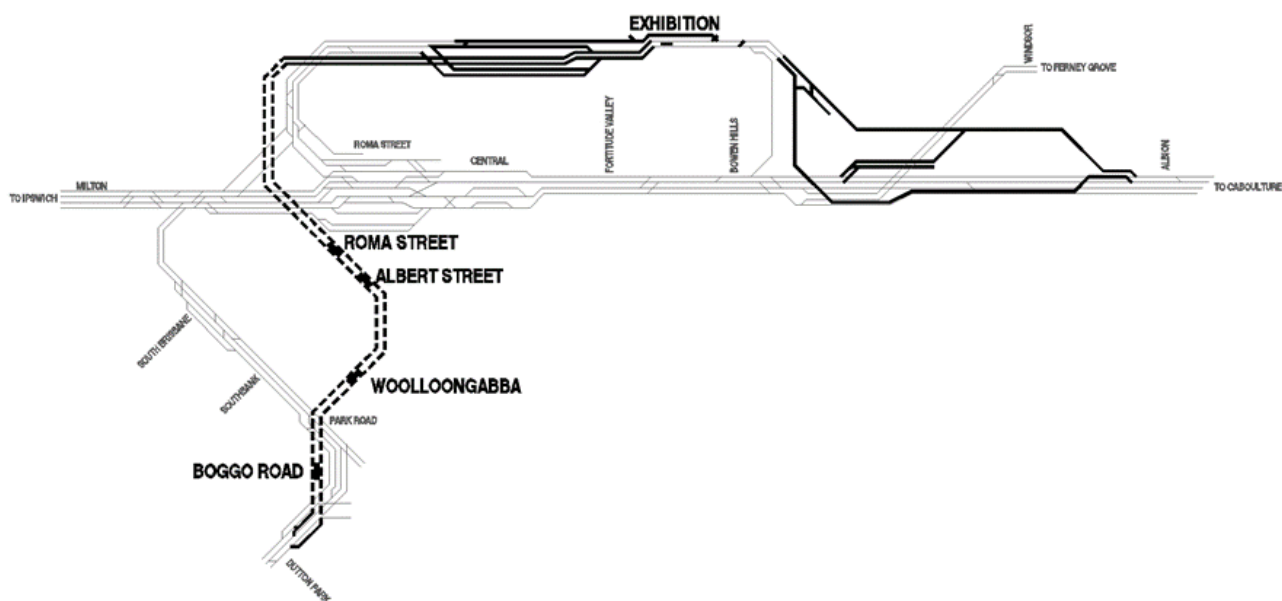 EXHIBITION
WINDSOR
TO FERNEY GROVE
FORTITUDE VALLEY
BOWEN HILLS
ROMA STREET
CENTRAL
ALBION
MILTON
TO IPSWICH
TO CABOULTURE
ROMA STREET
ALBERT STREET
SOUTH BRISBANE
SOUTHBANK
WOOLLOONGABBA
PARK ROAD
BOGGO ROAD
DUTTON PARK